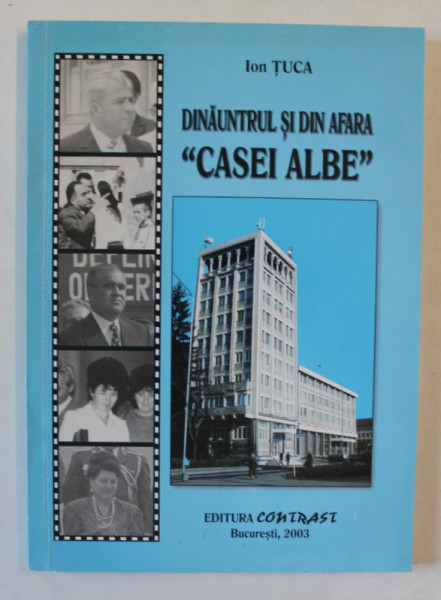 Ion ȚUCA
DINĂUNTRUL ȘI DIN AFARA
“CASEI ALBE”
EDITURA CONTRAST
București, 2003